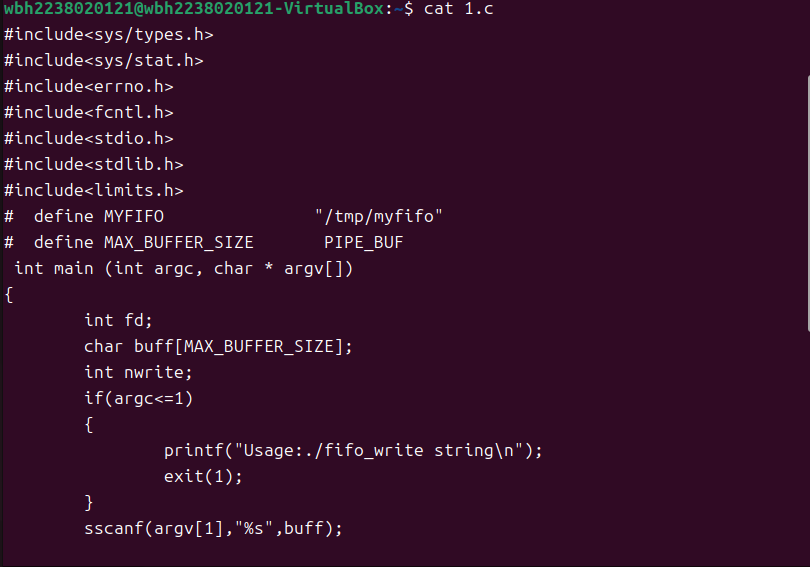 wbh2238020121@wbh2238020121-VirtualBox:~$ cat 1.c
#include<sys/types.h>
#include<sys/stat.h>
#include<errno.h>
#include<fcntl.h>
#include<stdio.h>
#include<stdlib.h>
#include<limits.h>
#  define MYFIFO               "/tmp/myfifo"
#  define MAX_BUFFER_SIZE       PIPE_BUF
 int main (int argc, char * argv[])
{
        int fd;
        char buff[MAX_BUFFER_SIZE];
        int nwrite;
        if(argc<=1)
        {
                printf("Usage:./fifo_write string\n");
                exit(1);
        }
        sscanf(argv[1],"%s",buff);